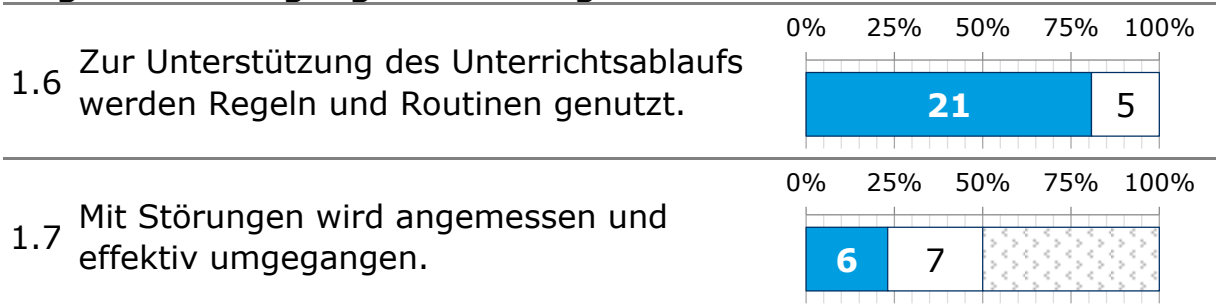 0% 25% 50% 75% 100%
1.6 Zur Unterstützung des Unterrichtsablaufs
werden Regeln und Routinen genutzt.
21 5
0% 25% 50% 75% 100%
1.7 Mit Störungen wird angemessen und
effektiv umgegangen.
6 7